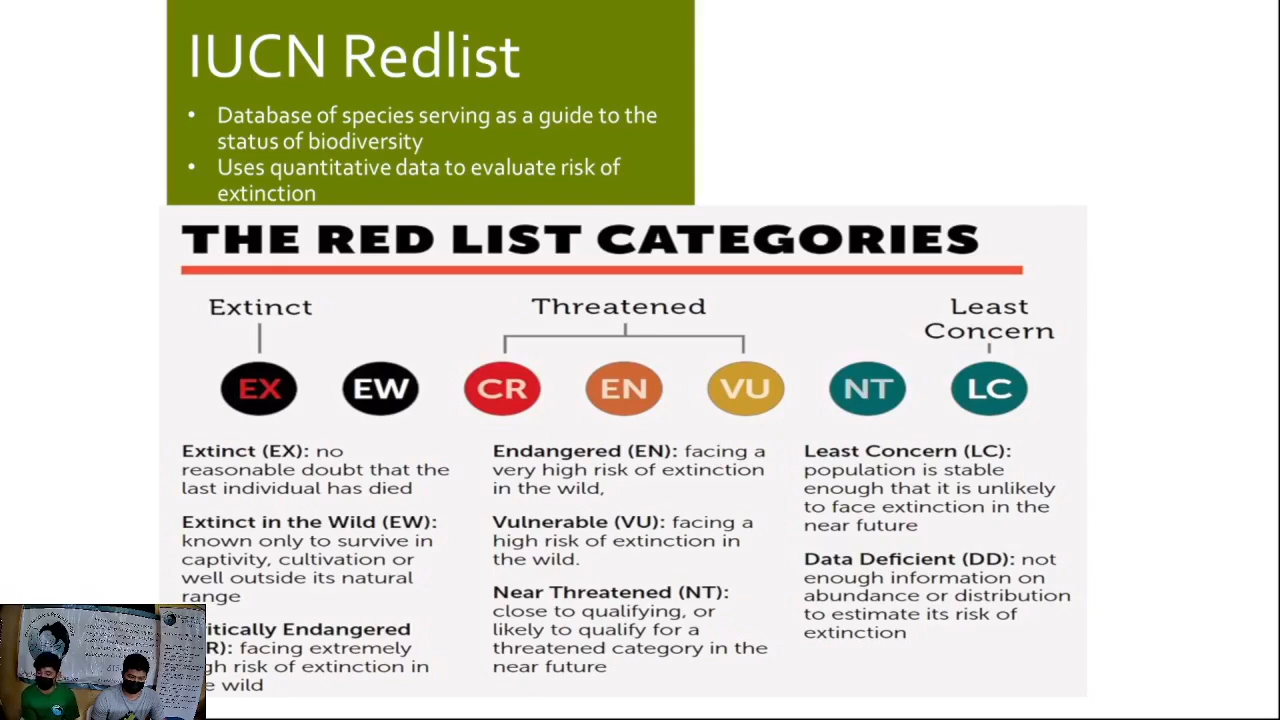 IUCN Redlist
• Database of species serving as a guide to the
status of biodiversity
• Uses quantitative data to evaluate risk of
extinction
THE RED LIST CATEGORIES
Extinct
Threatened
Least
Concern
EX
EW
CR
EN
VU
NT
LC
Extinct (EX): no
reasonable doubt that the
last individual has died
Extinct in the Wild (EW):
known only to survive in
captivity, cultivation or
well outside its natural
range
Endangered
facing extremely
risk of extinction in
wild
Endangered (EN): facing a
very high risk of extinction
in the wild,
Vulnerable (VU): facing a
high risk of extinction in
the wild.
Near Threatened (NT):
close to qualifying, or
likely to qualify for a
threatened category in the
near future
Least Concern (LC):
population is stable
enough that it is unlikely
to face extinction in the
near future
Data Deficient (DD): not
enough information on
abundance or distribution
to estimate its risk of
extinction